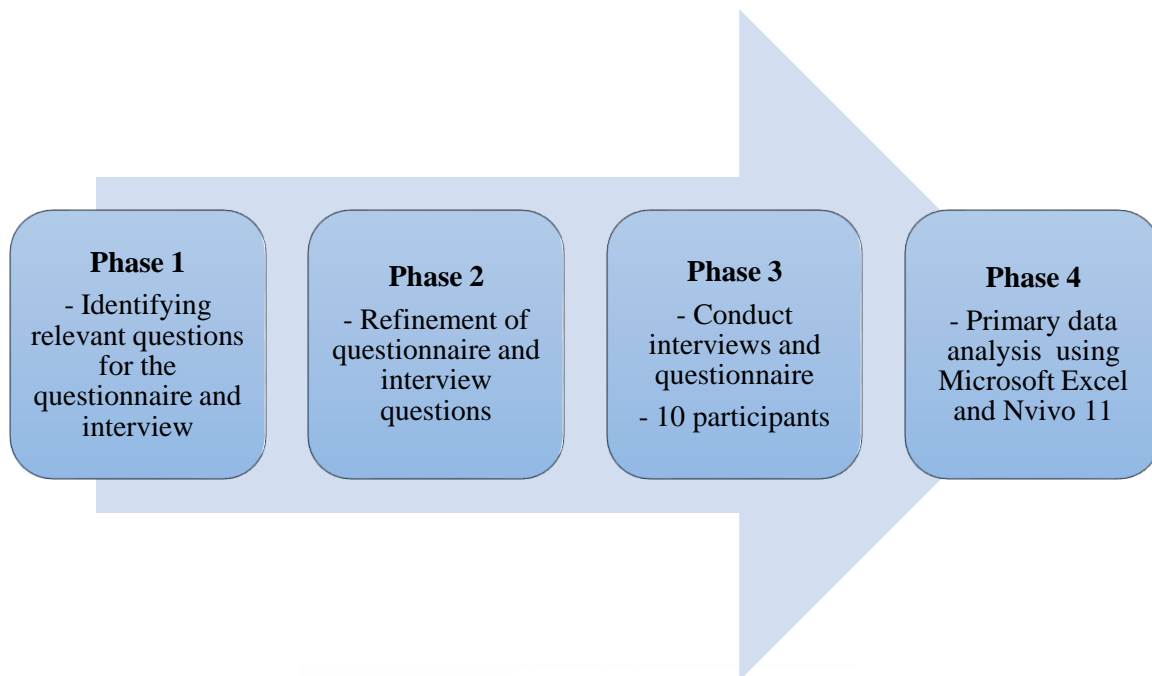 Phase 1
- Identifying
relevant questions
for the
questionnaire and
interview
Phase 2
- Refinement of
questionnaire and
interview
questions
Phase 3
- Conduct
interviews and
questionnaire
- 10 participants
Phase 4
- Primary data
analysis  using
Microsoft Excel
and Nvivo 11